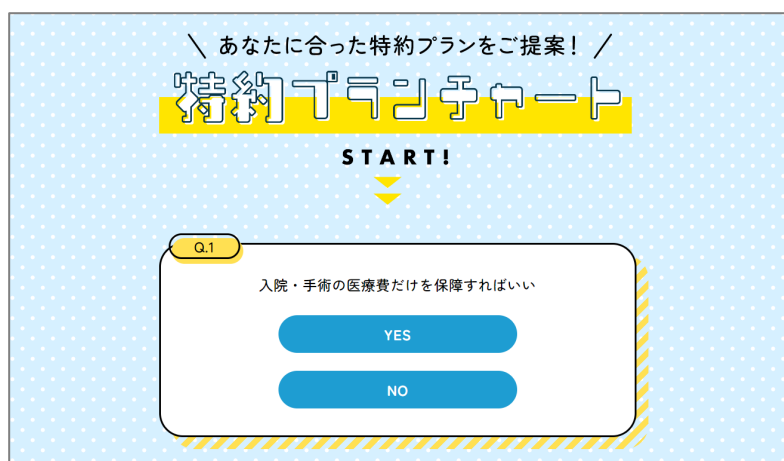 あなたに合った特約プランをご提案！
特約プランチャート
START!
Q.1
入院・手術の医療費だけを保障すればいい
YES
NO